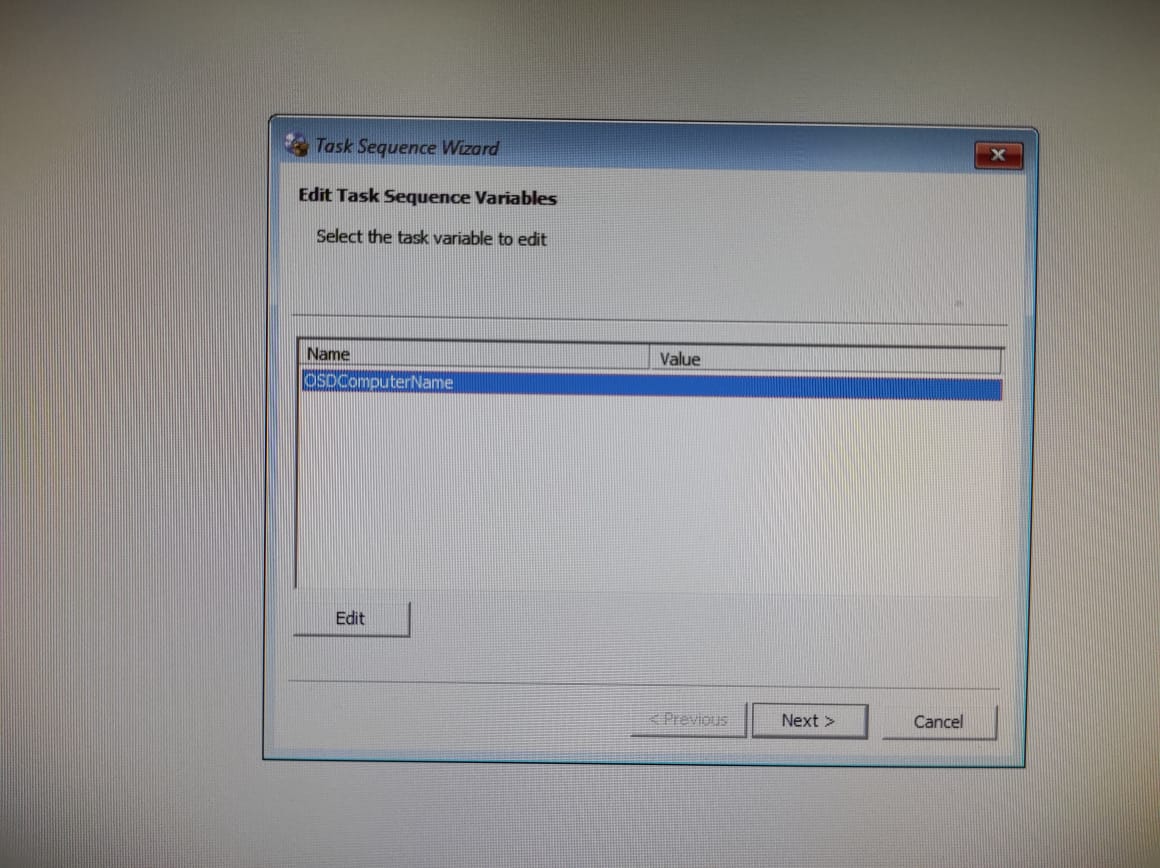 Task Sequence Wizard
Edit Task Sequence Variables
Select the task variable to edit
Name Value
OSDComputerName
Edit
< Previous Next > Cancel